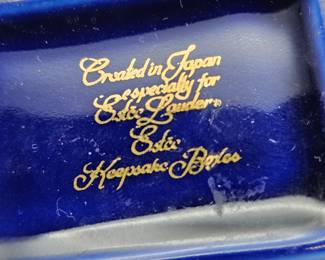 Created in Japan
especially for
Estée Lauder®
Estée
Keepsake Boxes